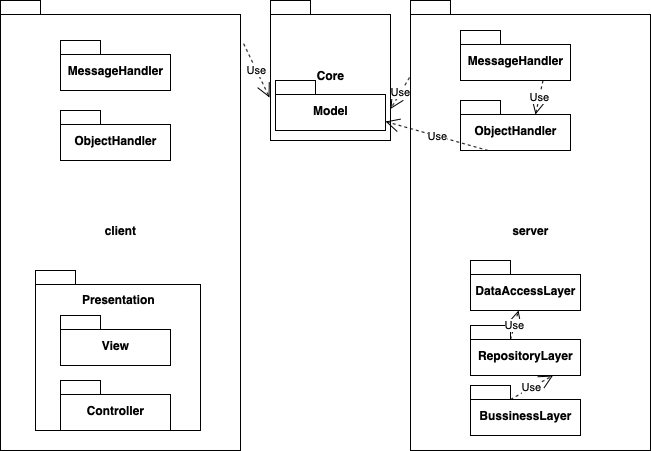 MessageHandler
ObjectHandler
client
Presentation
View
Controller
Use
Core
Model
Use
Use
MessageHandler
Use
ObjectHandler
server
DataAccessLayer
Use
RepositoryLayer
Use
BussinessLayer